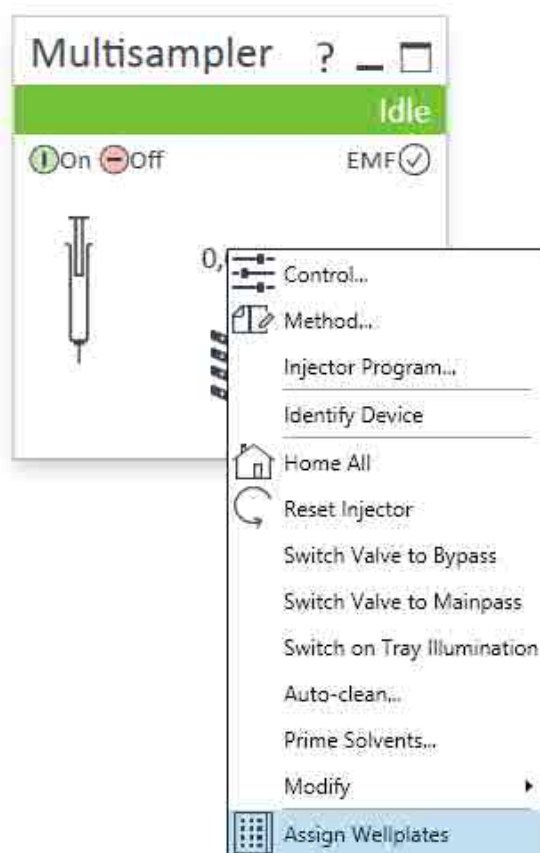 Multisampler ?
Idle
On Off EMF
0,
Control...
Method...
Injector Program...
Identify Device
Home All
Reset Injector
Switch Valve to Bypass
Switch Valve to Mainpass
Switch on Tray Illumination
Auto-clean...
Prime Solvents...
Modify
Assign Wellplates